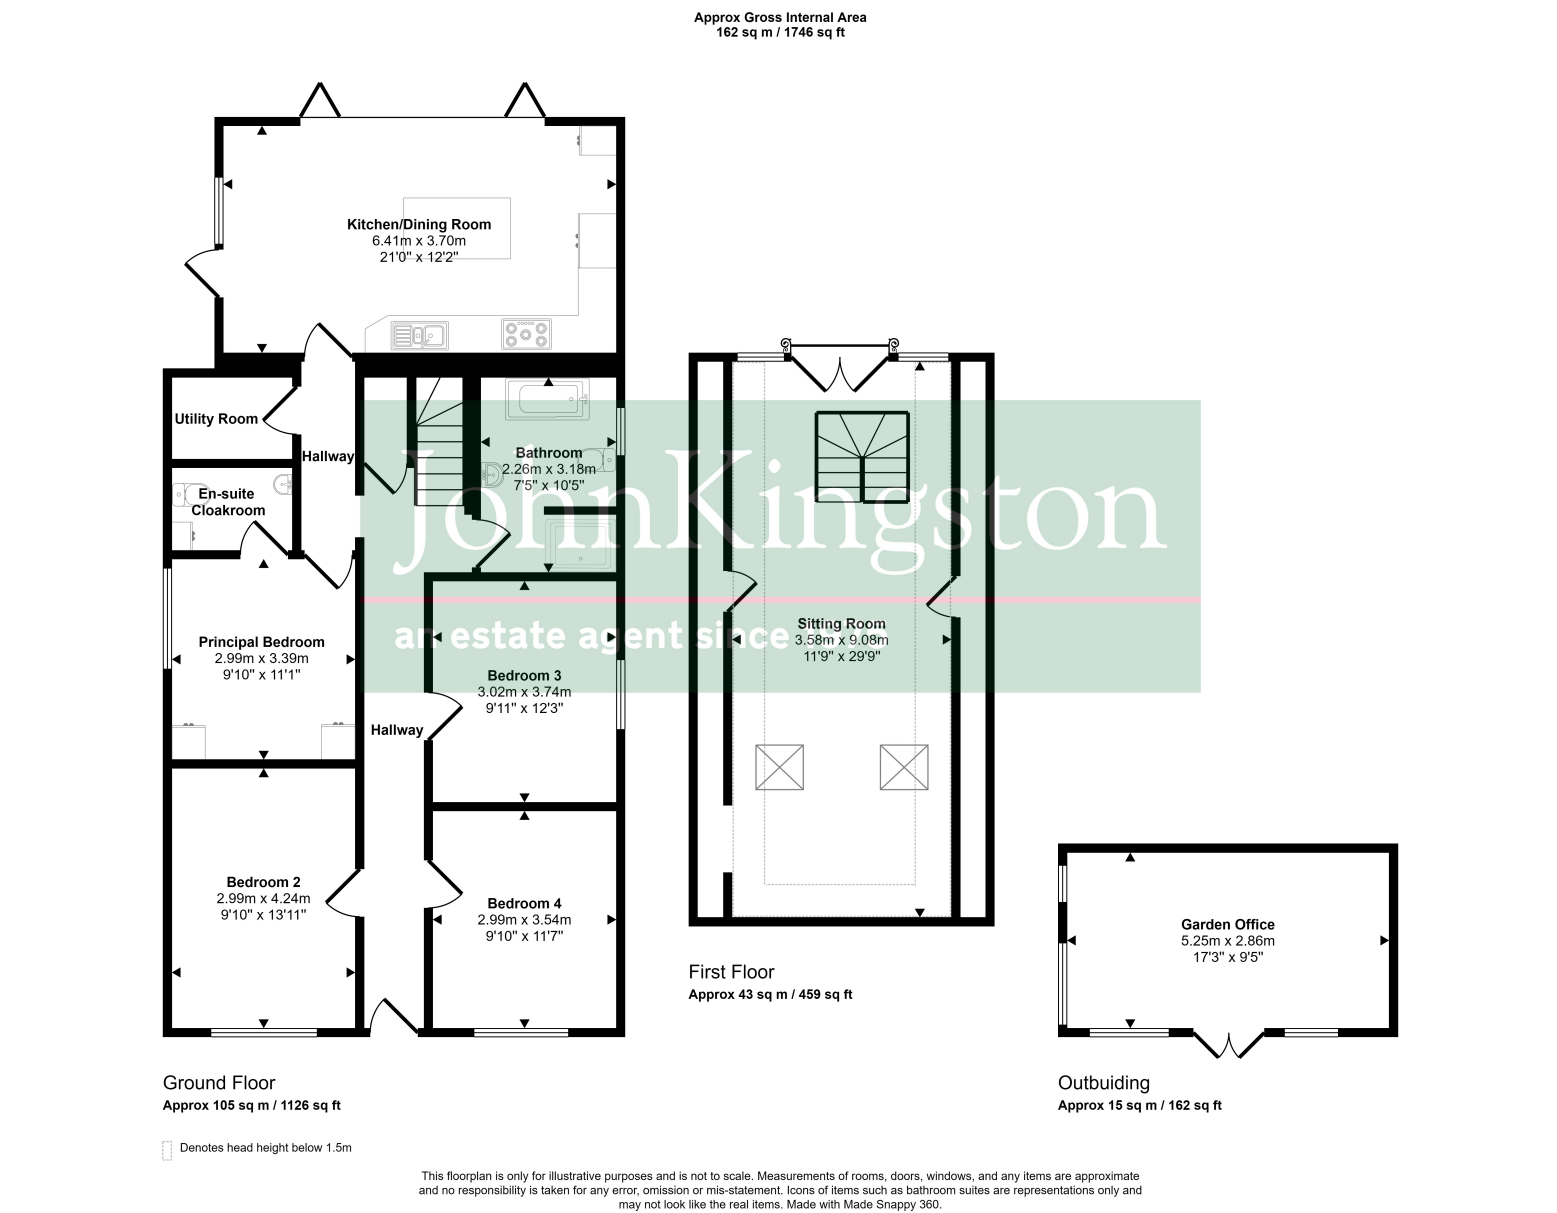 Approx Gross Internal Area
162 sq m / 1746 sq ft
Kitchen/Dining Room
6.41m x 3.70m
21'0" x 12'2"
Utility Room
Hallway
En-suite
Cloakroom
Bathroom
2.26m x 3.18m
7'5" x 10'5"
Principal Bedroom
2.99m x 3.39m
9'10" x 11'1"
Bedroom 3
3.02m x 3.74m
9'11" x 12'3"
Hallway
Bedroom 2
2.99m x 4.24m
9'10" x 13'11"
Bedroom 4
2.99m x 3.54m
9'10" x 11'7"
Ground Floor
Approx 105 sq m / 1126 sq ft
JohnKingston
an estate agent since
Sitting Room
3.58m x 9.08m
11'9" x 29'9"
First Floor
Approx 43 sq m / 459 sq ft
Garden Office
5.25m x 2.86m
17'3" x 9'5"
Outbuiding
Approx 15 sq m / 162 sq ft
Denotes head height below 1.5m
This floorplan is only for illustrative purposes and is not to scale. Measurements of rooms, doors, windows, and any items are approximate
and no responsibility is taken for any error, omission or mis-statement. Icons of items such as bathroom suites are representations only and
may not look like the real items. Made with Made Snappy 360.